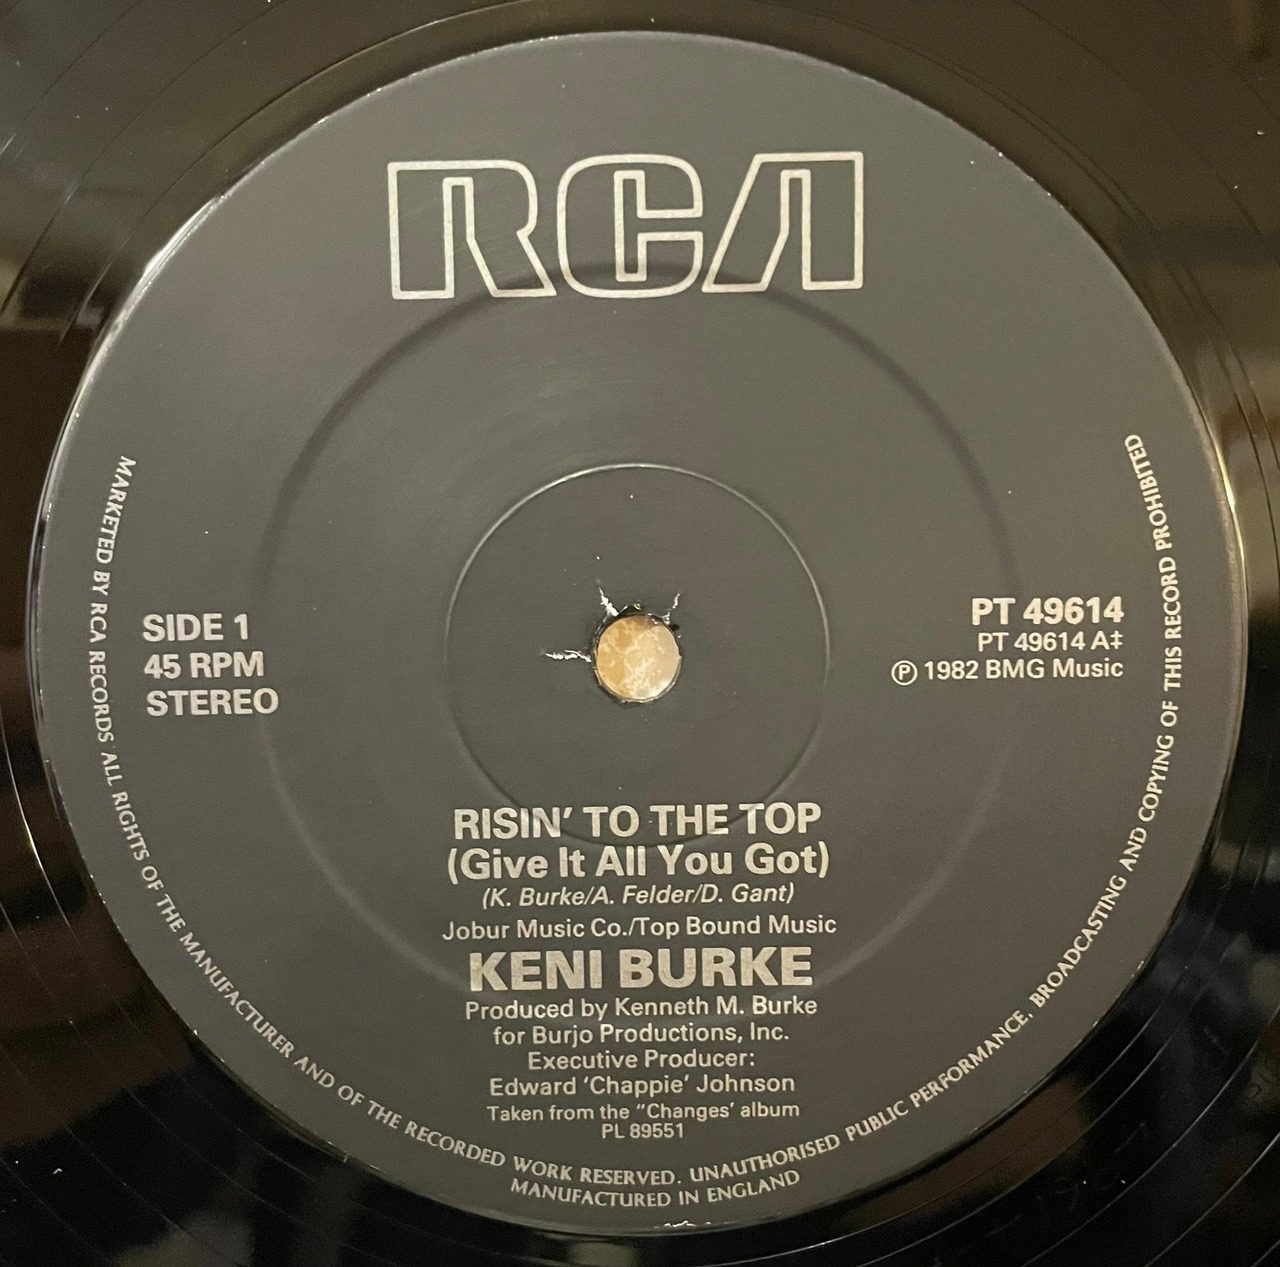 RCA
SIDE 1
45 RPM
STEREO
PT 49614
PT 49614 A‡
℗ 1982 BMG Music
RISIN’ TO THE TOP
(Give It All You Got)
(K. Burke/A. Felder/D. Gant)
Jobur Music Co./Top Bound Music
KENI BURKE
Produced by Kenneth M. Burke
for Burjo Productions, Inc.
Executive Producer:
Edward ‘Chappie’ Johnson
Taken from the “Changes’ album
PL 89551
MARKETED BY RCA RECORDS ALL RIGHTS OF THE MANUFACTURER AND OF THE RECORDED WORK RESERVED. UNAUTHORISED PUBLIC PERFORMANCE, BROADCASTING AND COPYING OF THIS RECORD PROHIBITED
MANUFACTURED IN ENGLAND